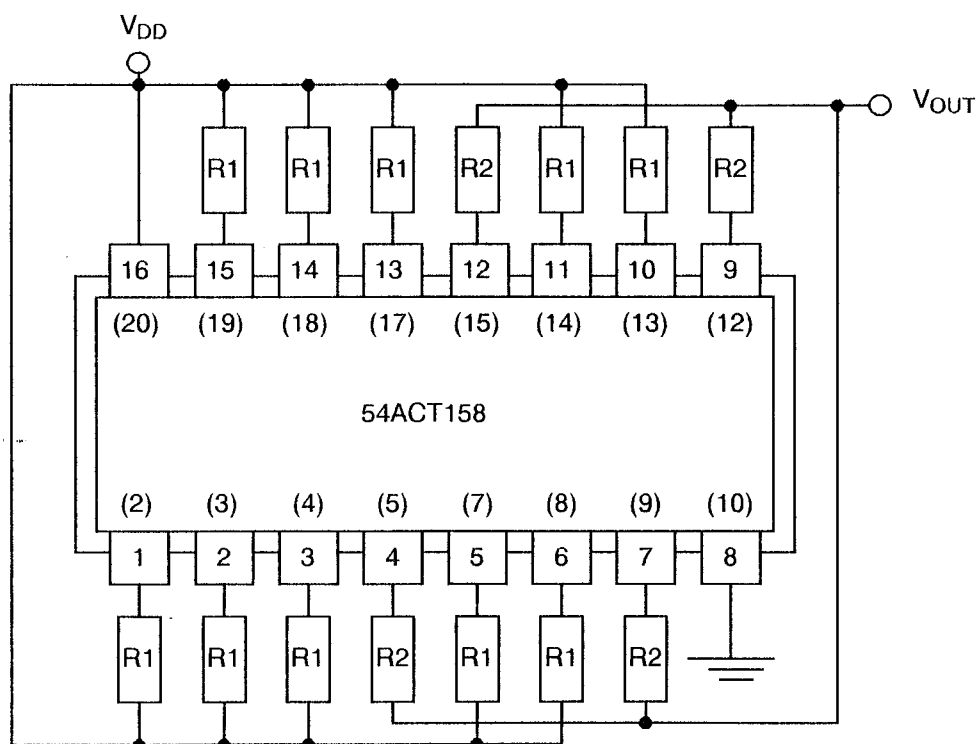 V_DD
V_OUT
R1 R1 R1 R2 R1 R1 R2
16 15 14 13 12 11 10 9
(20) (19) (18) (17) (15) (14) (13) (12)
54ACT158
(2) (3) (4) (5) (7) (8) (9) (10)
1 2 3 4 5 6 7 8
R1 R1 R1 R2 R1 R1 R2